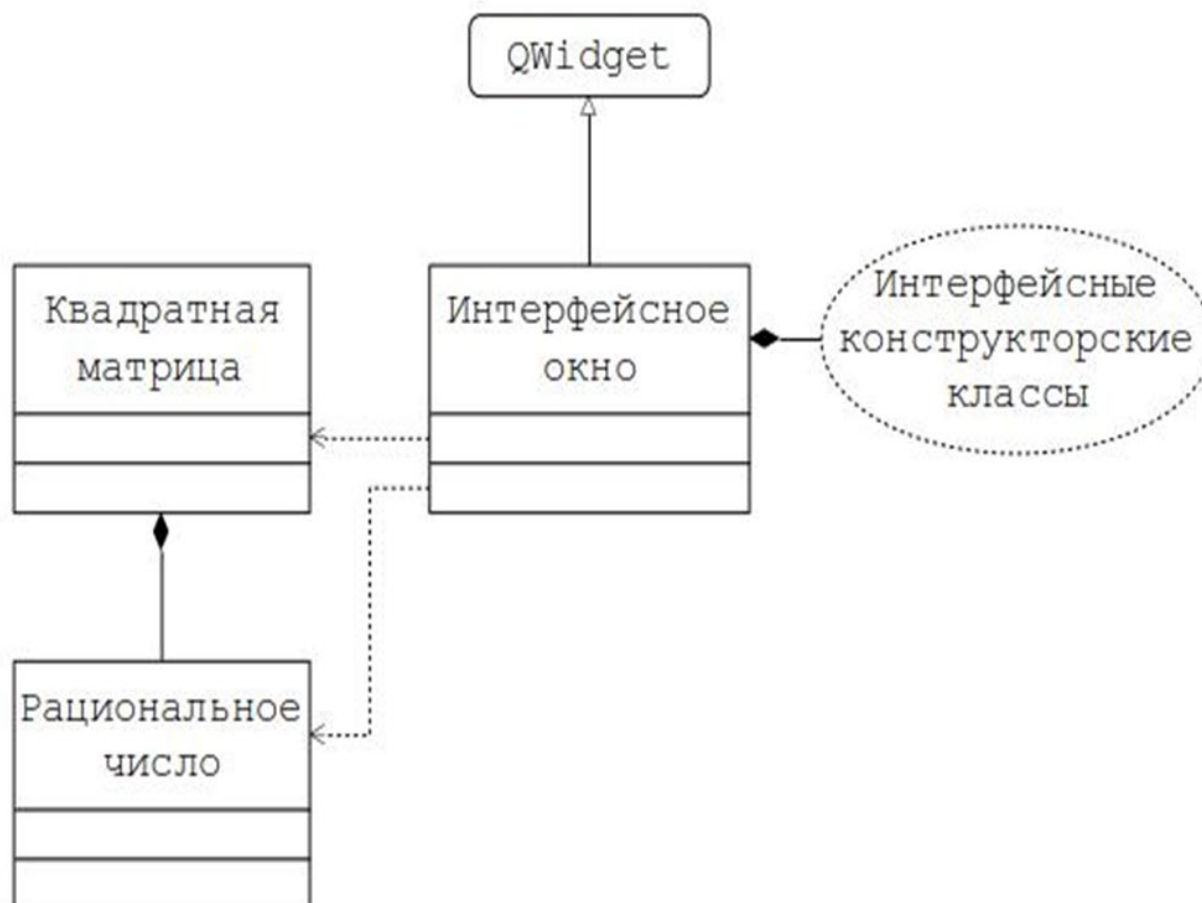 QWidget
Квадратная
матрица
Интерфейсное
окно
Интерфейсные
конструкторские
классы
Рациональное
число